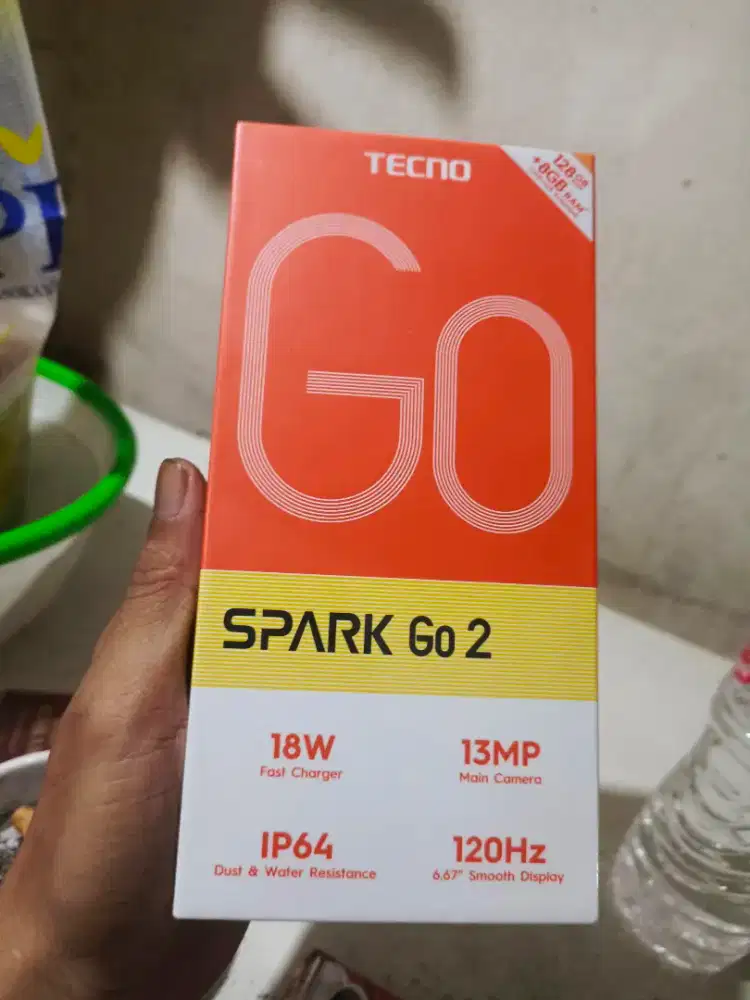 TECNO
128GB
+8GB RAM
Go
SPARK Go 2
18W
Fast Charger
13MP
Main Camera
IP64
Dust & Water Resistance
120Hz
6.67" Smooth Display